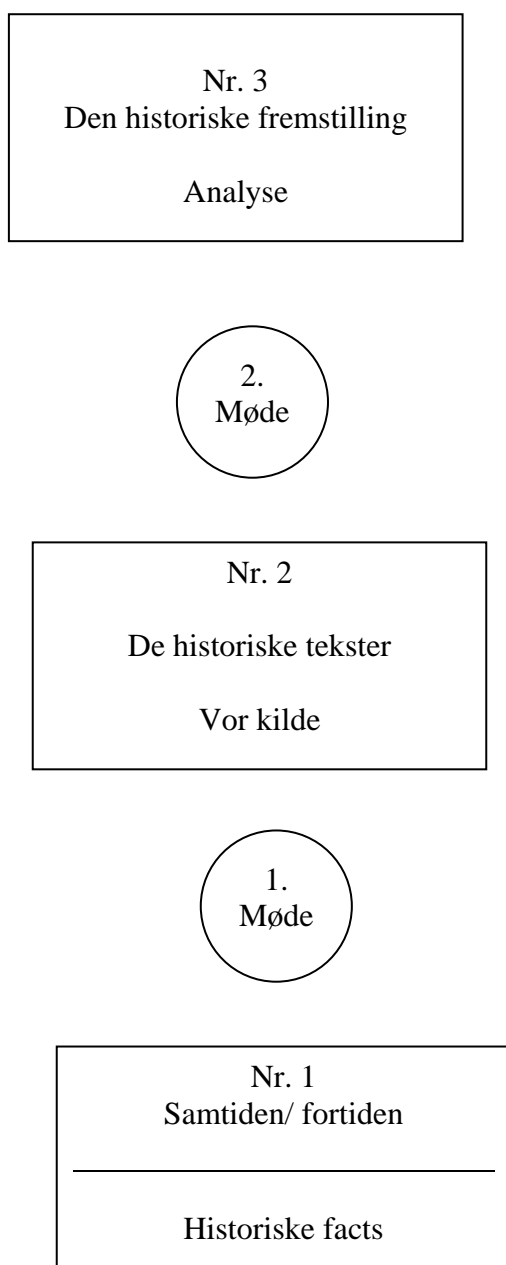 Nr. 3
Den historiske fremstilling
Analyse
2.
Møde
Nr. 2
De historiske tekster
Vor kilde
1.
Møde
Nr. 1
Samtiden/ fortiden
Historiske facts